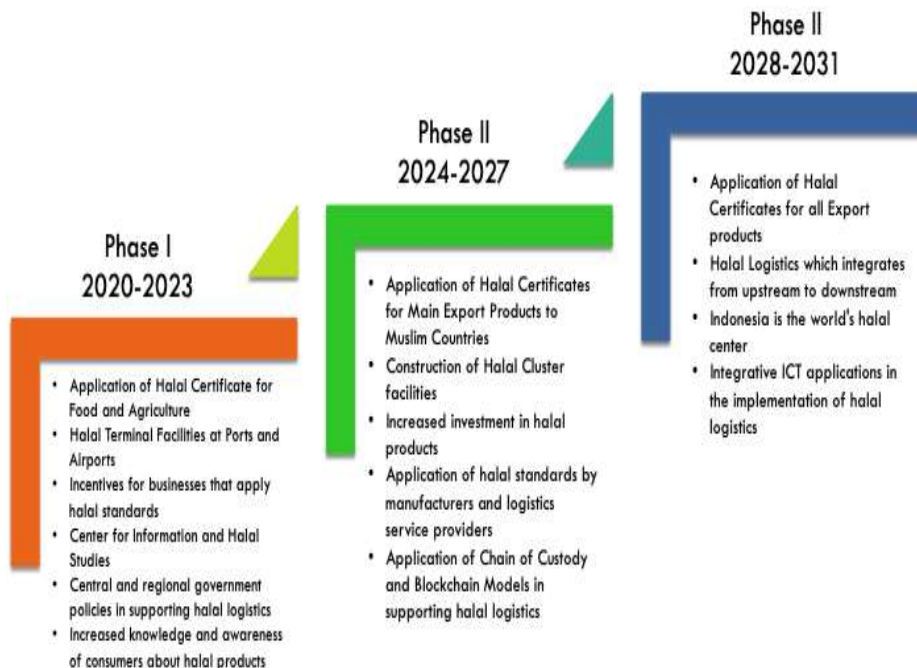 Phase I
2020-2023
• Application of Halal Certificate for
Food and Agriculture
• Halal Terminal Facilities at Ports and
Airports
• Incentives for businesses that apply
halal standards
• Center for Information and Halal
Studies
• Central and regional government
policies in supporting halal logistics
• Increased knowledge and awareness
of consumers about halal products
Phase II
2024-2027
• Application of Halal Certificates
for Main Export Products to
Muslim Countries
• Construction of Halal Cluster
facilities
• Increased investment in halal
products
• Application of halal standards by
manufacturers and logistics
service providers
• Application of Chain of Custody
and Blockchain Models in
supporting halal logistics
Phase II
2028-2031
• Application of Halal
Certificates for all Export
products
• Halal Logistics which integrates
from upstream to downstream
• Indonesia is the world's halal
center
• Integrative ICT applications in
the implementation of halal
logistics